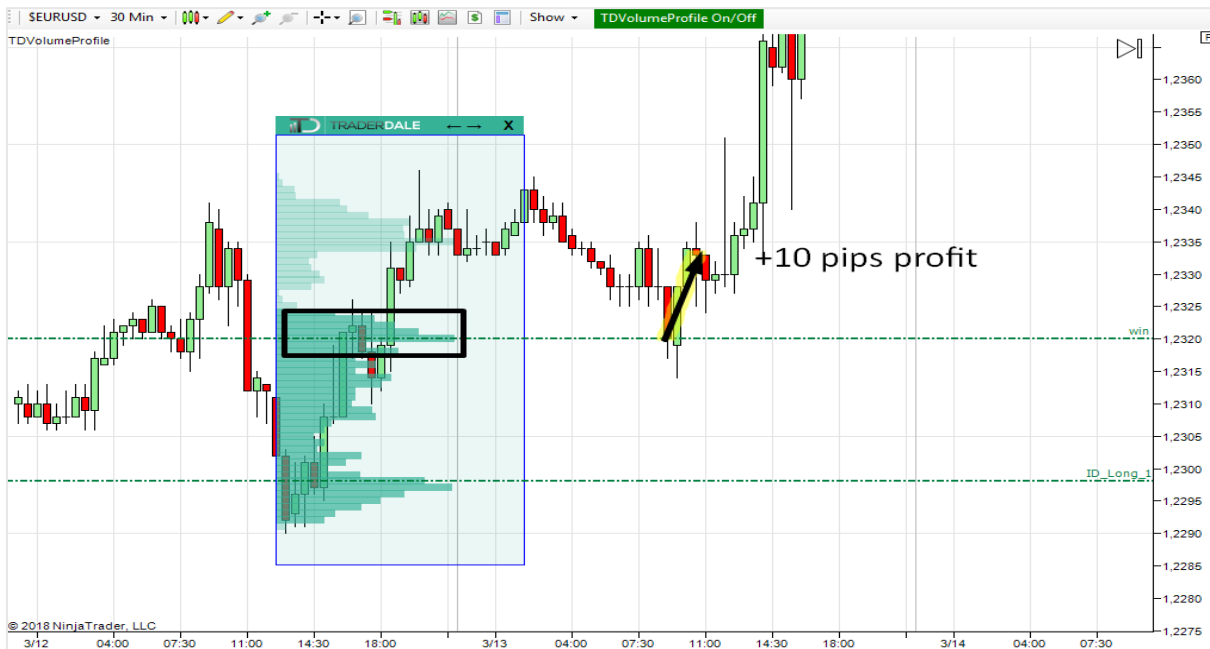 $EURUSD 30 Min Show TDVolumeProfile On/Off
TDVolumeProfile
F
TD TRADERDALE ← → X
1,2360
1,2355
1,2350
1,2345
1,2340
1,2335
+10 pips profit
1,2330
1,2325
win
1,2320
1,2315
1,2310
1,2305
ID_Long_1
1,2300
1,2295
1,2290
1,2285
1,2280
© 2018 NinjaTrader, LLC
1,2275
3/12 04:00 07:30 11:00 14:30 18:00 3/13 04:00 07:30 11:00 14:30 18:00 3/14 04:00 07:30